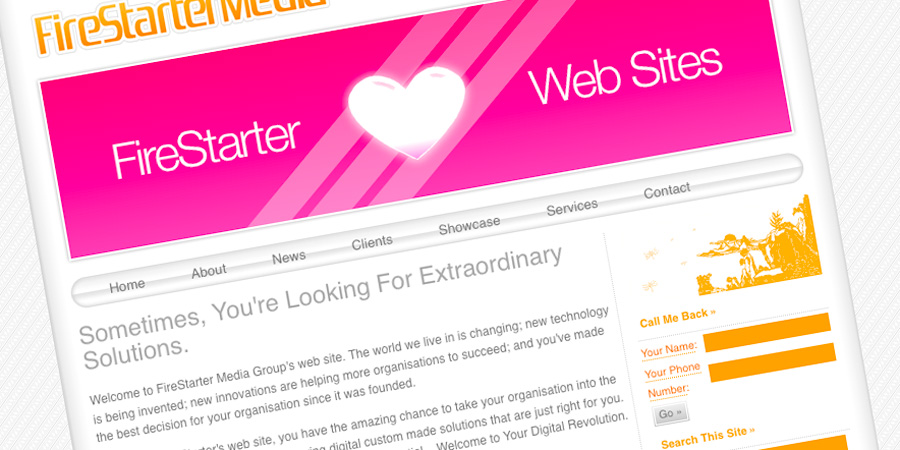 FireStarter Media
FireStarter
Web Sites
Home
About
News
Clients
Showcase
Services
Contact
Sometimes, You're Looking For Extraordinary
Solutions.
Welcome to FireStarter Media Group's web site. The world we live in is changing; new technology
is being invented; new innovations are helping more organisations to succeed; and you've made
the best decision for your organisation since it was founded.
web site, you have the amazing chance to take your organisation into the
digital custom made solutions that are just right for you.
Welcome to Your Digital Revolution.
Call Me Back »
Your Name:
Your Phone
Number:
Go »
Search This Site »